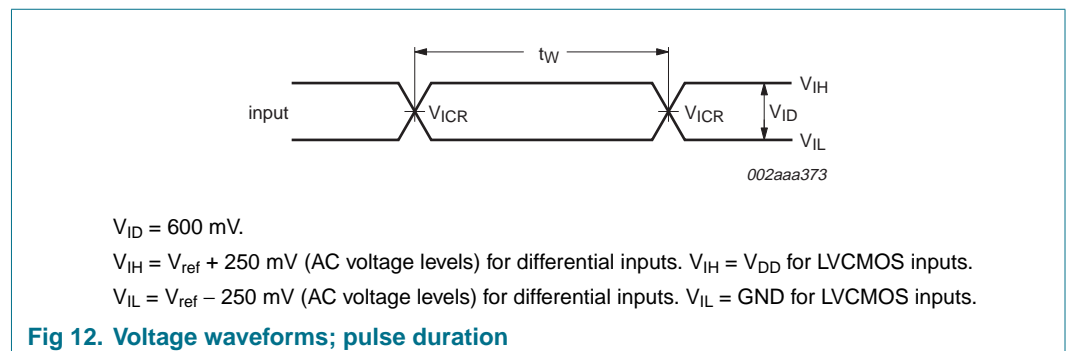 tW
VIH
input
VICR
VICR
VID
VIL
002aaa373
VID = 600 mV.
VIH = Vref + 250 mV (AC voltage levels) for differential inputs. VIH = VDD for LVCMOS inputs.
VIL = Vref − 250 mV (AC voltage levels) for differential inputs. VIL = GND for LVCMOS inputs.
Fig 12. Voltage waveforms; pulse duration